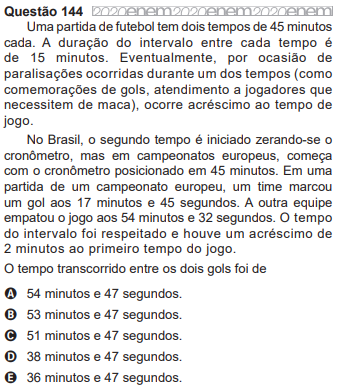 Questão 144 2020enem2020enem2020enem
Uma partida de futebol tem dois tempos de 45 minutos
cada. A duração do intervalo entre cada tempo é
de 15 minutos. Eventualmente, por ocasião de
paralisações ocorridas durante um dos tempos (como
comemorações de gols, atendimento a jogadores que
necessitem de maca), ocorre acréscimo ao tempo de
jogo.
No Brasil, o segundo tempo é iniciado zerando-se o
cronômetro, mas em campeonatos europeus, começa
com o cronômetro posicionado em 45 minutos. Em uma
partida de um campeonato europeu, um time marcou
um gol aos 17 minutos e 45 segundos. A outra equipe
empatou o jogo aos 54 minutos e 32 segundos. O tempo
do intervalo foi respeitado e houve um acréscimo de
2 minutos ao primeiro tempo do jogo.
O tempo transcorrido entre os dois gols foi de
A 54 minutos e 47 segundos.
B 53 minutos e 47 segundos.
C 51 minutos e 47 segundos.
D 38 minutos e 47 segundos.
E 36 minutos e 47 segundos.